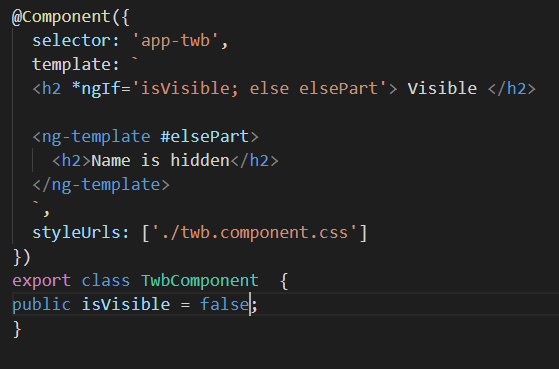 @Component({
  selector: 'app-twb',
  template: `
  <h2 *ngIf='isVisible; else elsePart'> Visible </h2>

  <ng-template #elsePart>
    <h2>Name is hidden</h2>
  </ng-template>
  `,
  styleUrls: ['./twb.component.css']
})
export class TwbComponent  {
public isVisible = false;
}